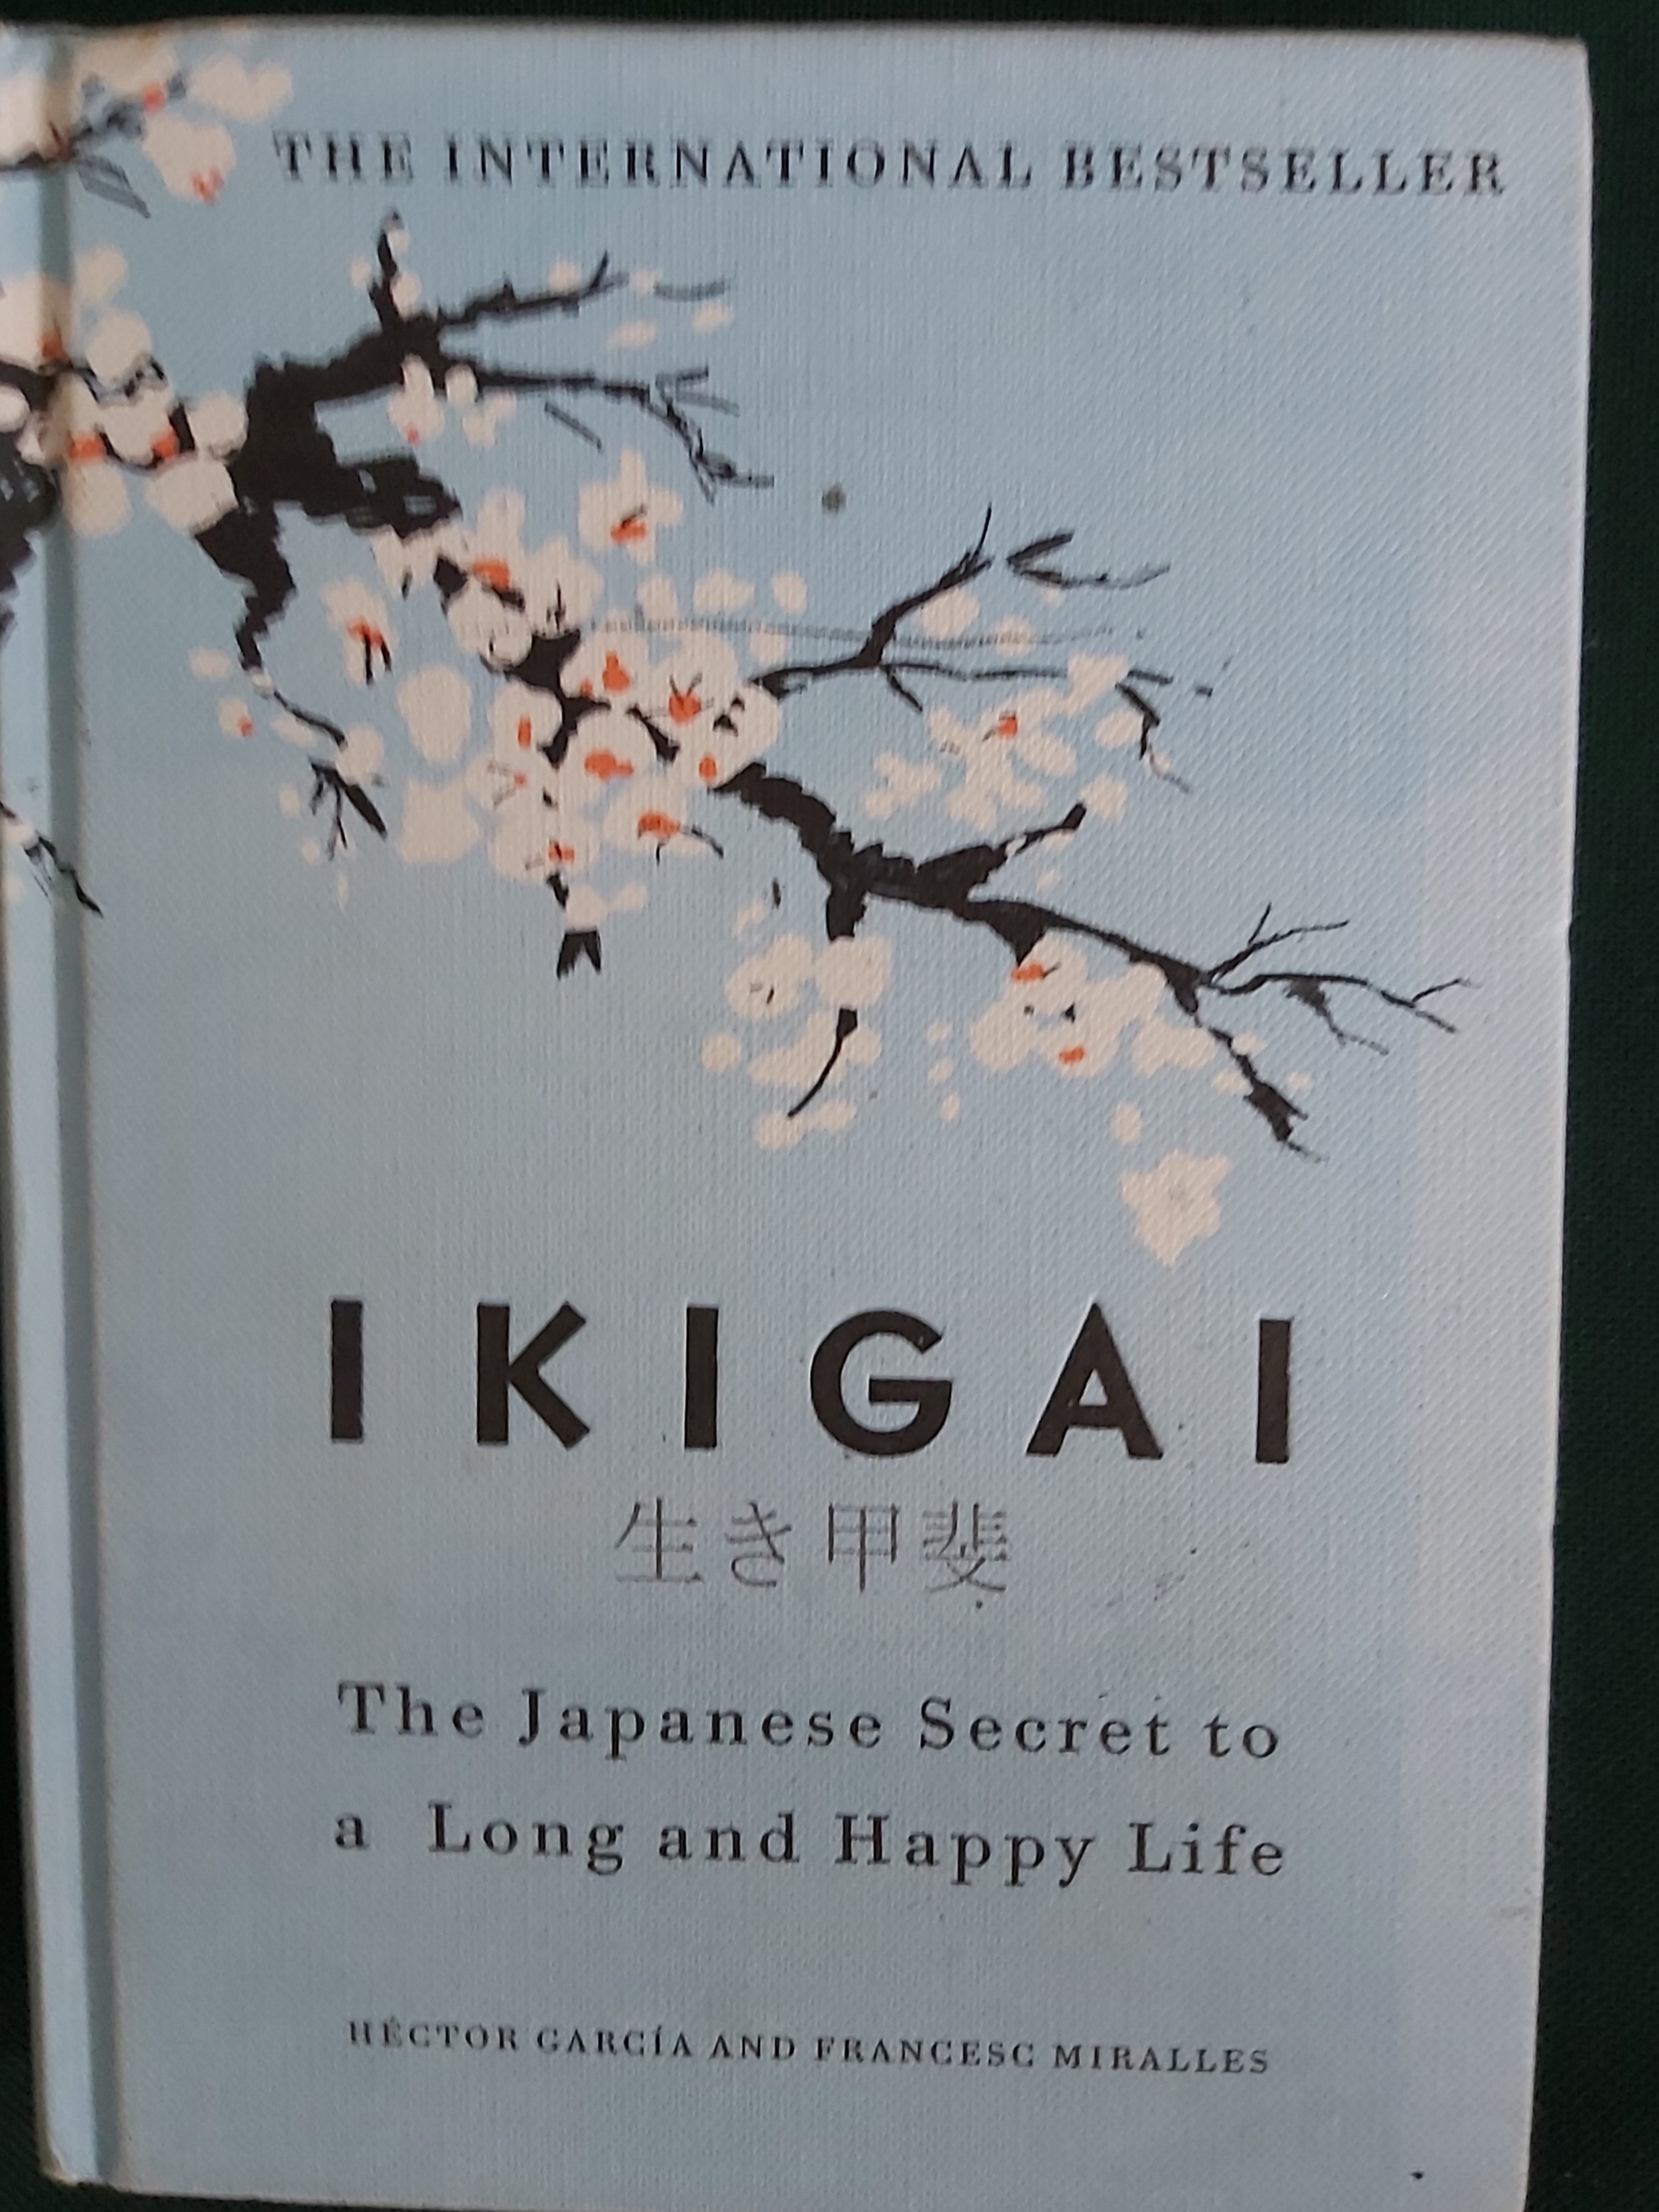 THE INTERNATIONAL BESTSELLER
IKIGAI
生き甲斐
The Japanese Secret to
a Long and Happy Life
HÉCTOR GARCÍA AND FRANCESC MIRALLES